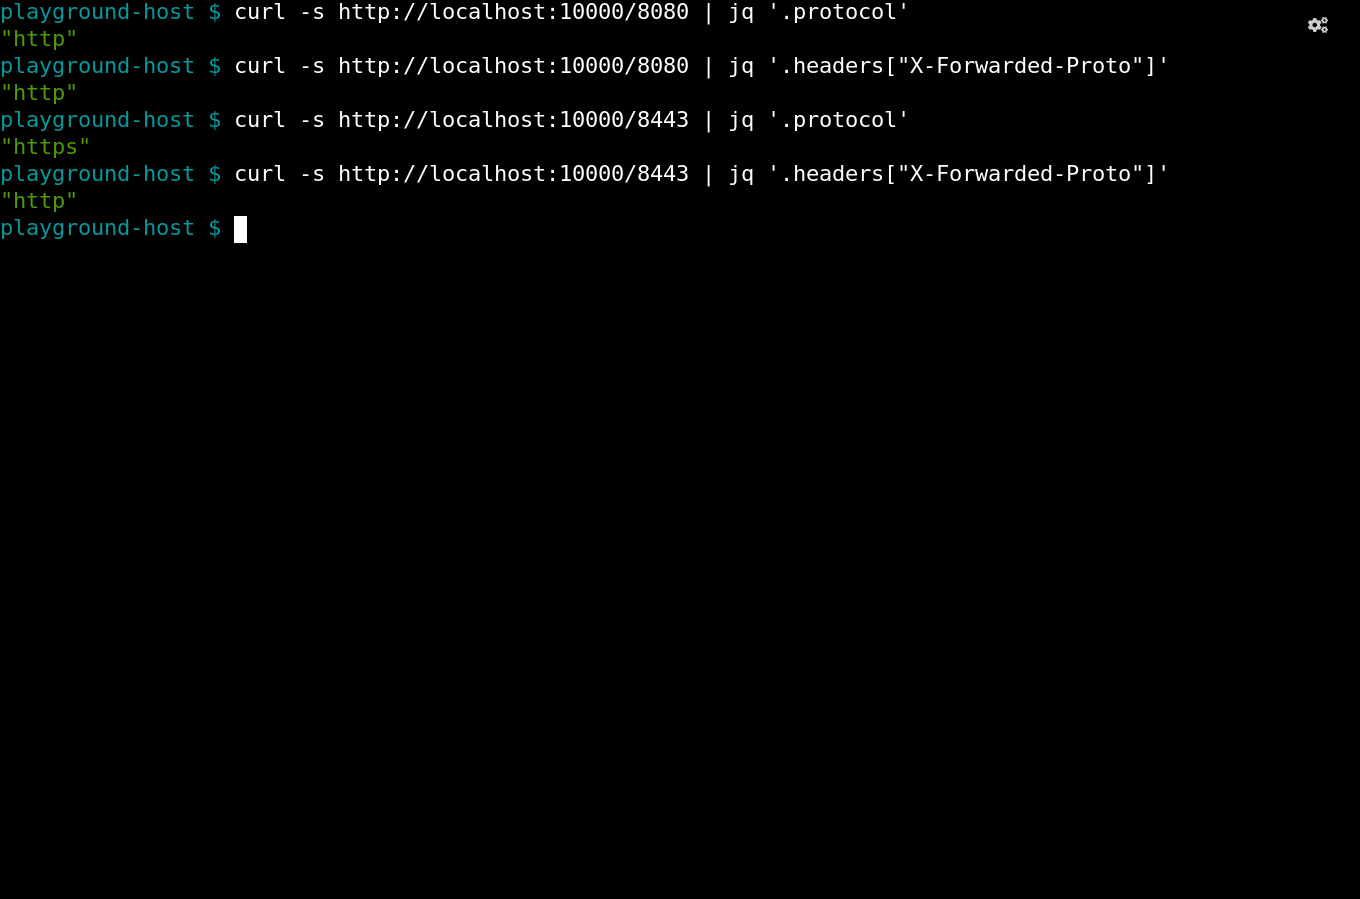 playground-host $ curl -s http://localhost:10000/8080 | jq '.protocol'
"http"
playground-host $ curl -s http://localhost:10000/8080 | jq '.headers["X-Forwarded-Proto"]'
"http"
playground-host $ curl -s http://localhost:10000/8443 | jq '.protocol'
"https"
playground-host $ curl -s http://localhost:10000/8443 | jq '.headers["X-Forwarded-Proto"]'
"http"
playground-host $